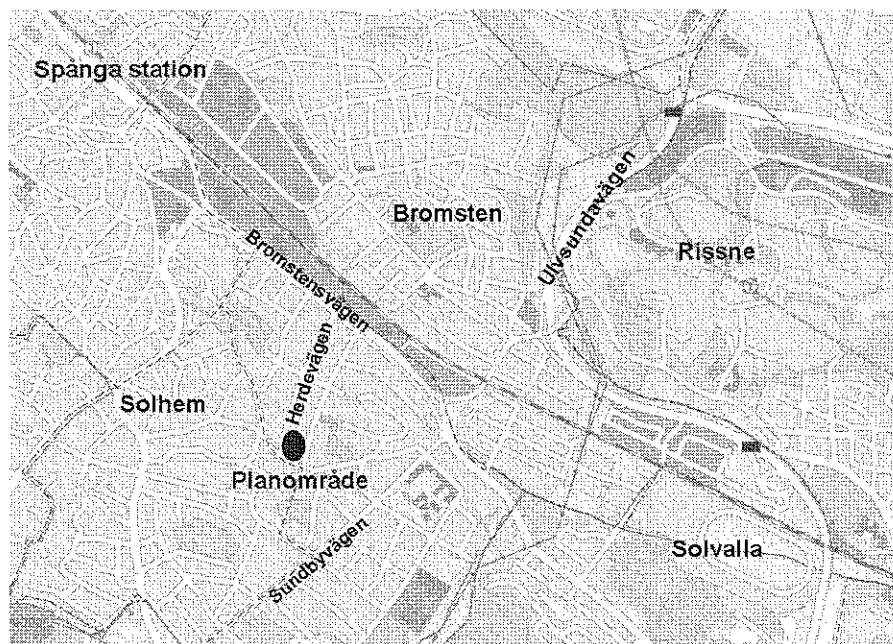 Spånga station
Bromsten
Ulvsundavägen
Rissne
Bromstensvägen
Herdevägen
Solhem
Planområde
Sundbyvägen
Solvalla